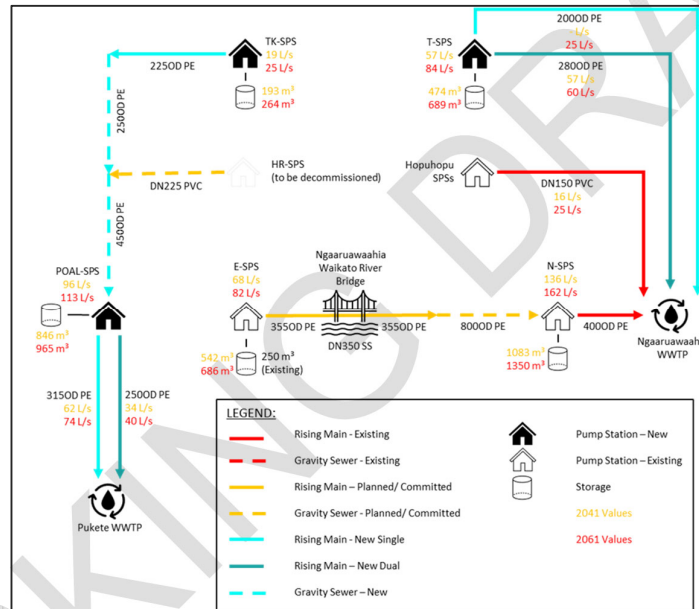 200OD PE
- L/s
25 L/s
TK-SPS
19 L/s
25 L/s
T-SPS
57 L/s
84 L/s
225OD PE
280OD PE
57 L/s
60 L/s
193 m³
264 m³
474 m³
689 m³
250OD PE
HR-SPS
(to be decommissioned)
Hopuhopu
SPSs
DN225 PVC
DN150 PVC
16 L/s
25 L/s
450OD PE
POAL-SPS
96 L/s
113 L/s
E-SPS
68 L/s
82 L/s
Ngaaruawaahia
Waikato River
Bridge
N-SPS
136 L/s
162 L/s
846 m³
965 m³
355OD PE
355OD PE
800OD PE
400OD PE
DN350 SS
Ngaaruawaah
WWTP
542 m³
686 m³
250 m³
(Existing)
1083 m³
1350 m³
315OD PE
62 L/s
74 L/s
250OD PE
34 L/s
40 L/s
Pukete WWTP
LEGEND:
Rising Main - Existing
Gravity Sewer - Existing
Rising Main – Planned/ Committed
Gravity Sewer - Planned/ Committed
Rising Main - New Single
Rising Main - New Dual
Gravity Sewer – New
Pump Station – New
Pump Station – Existing
Storage
2041 Values
2061 Values
KING DRA